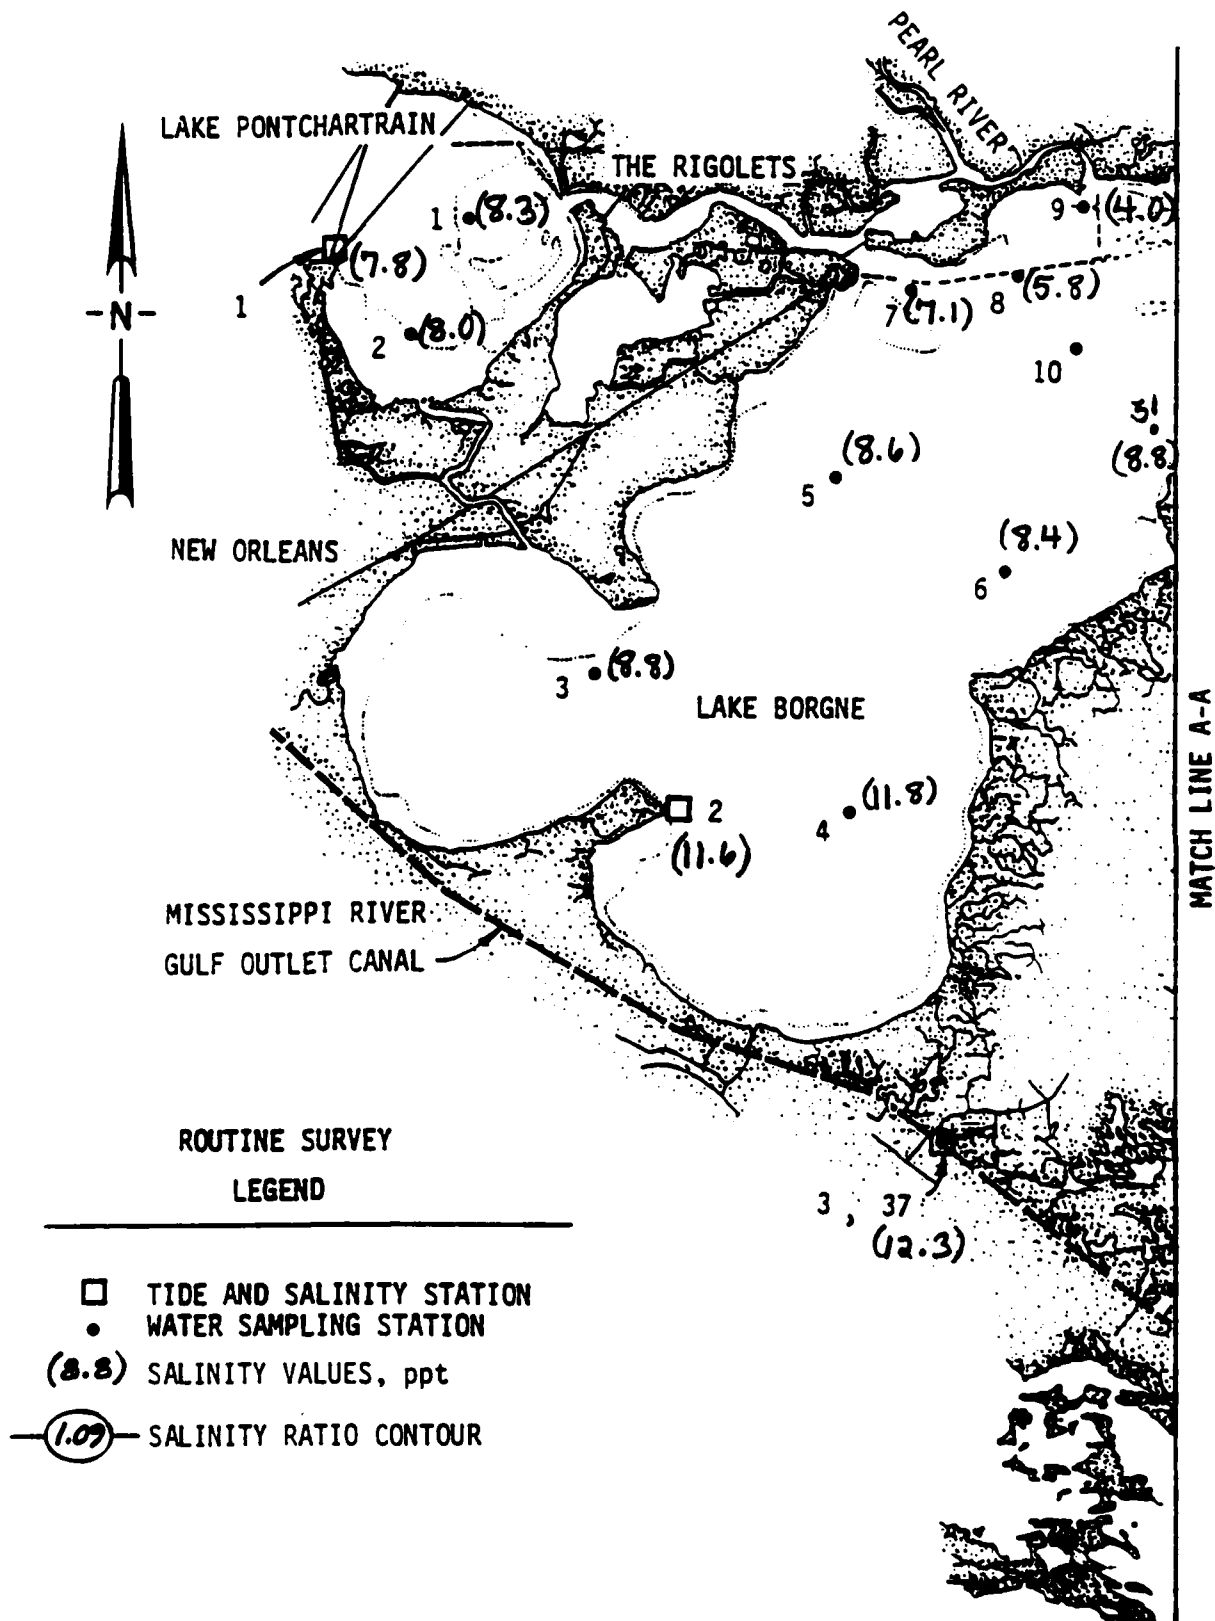 PEARL RIVER
LAKE PONTCHARTRAIN
THE RIGOLETS
1 (8.3)
9 (4.0)
(7.8)
1
-N-
2 (8.0)
7 (7.1)
8 (5.8)
10
31
(8.8)
(8.6)
5
(8.4)
6
NEW ORLEANS
3 (8.8)
LAKE BORGNE
MATCH LINE A-A
2
(11.6)
(11.8)
4
MISSISSIPPI RIVER
GULF OUTLET CANAL
ROUTINE SURVEY
LEGEND
3, 37
(12.3)
TIDE AND SALINITY STATION
WATER SAMPLING STATION
(8.8) SALINITY VALUES, ppt
1.09 SALINITY RATIO CONTOUR